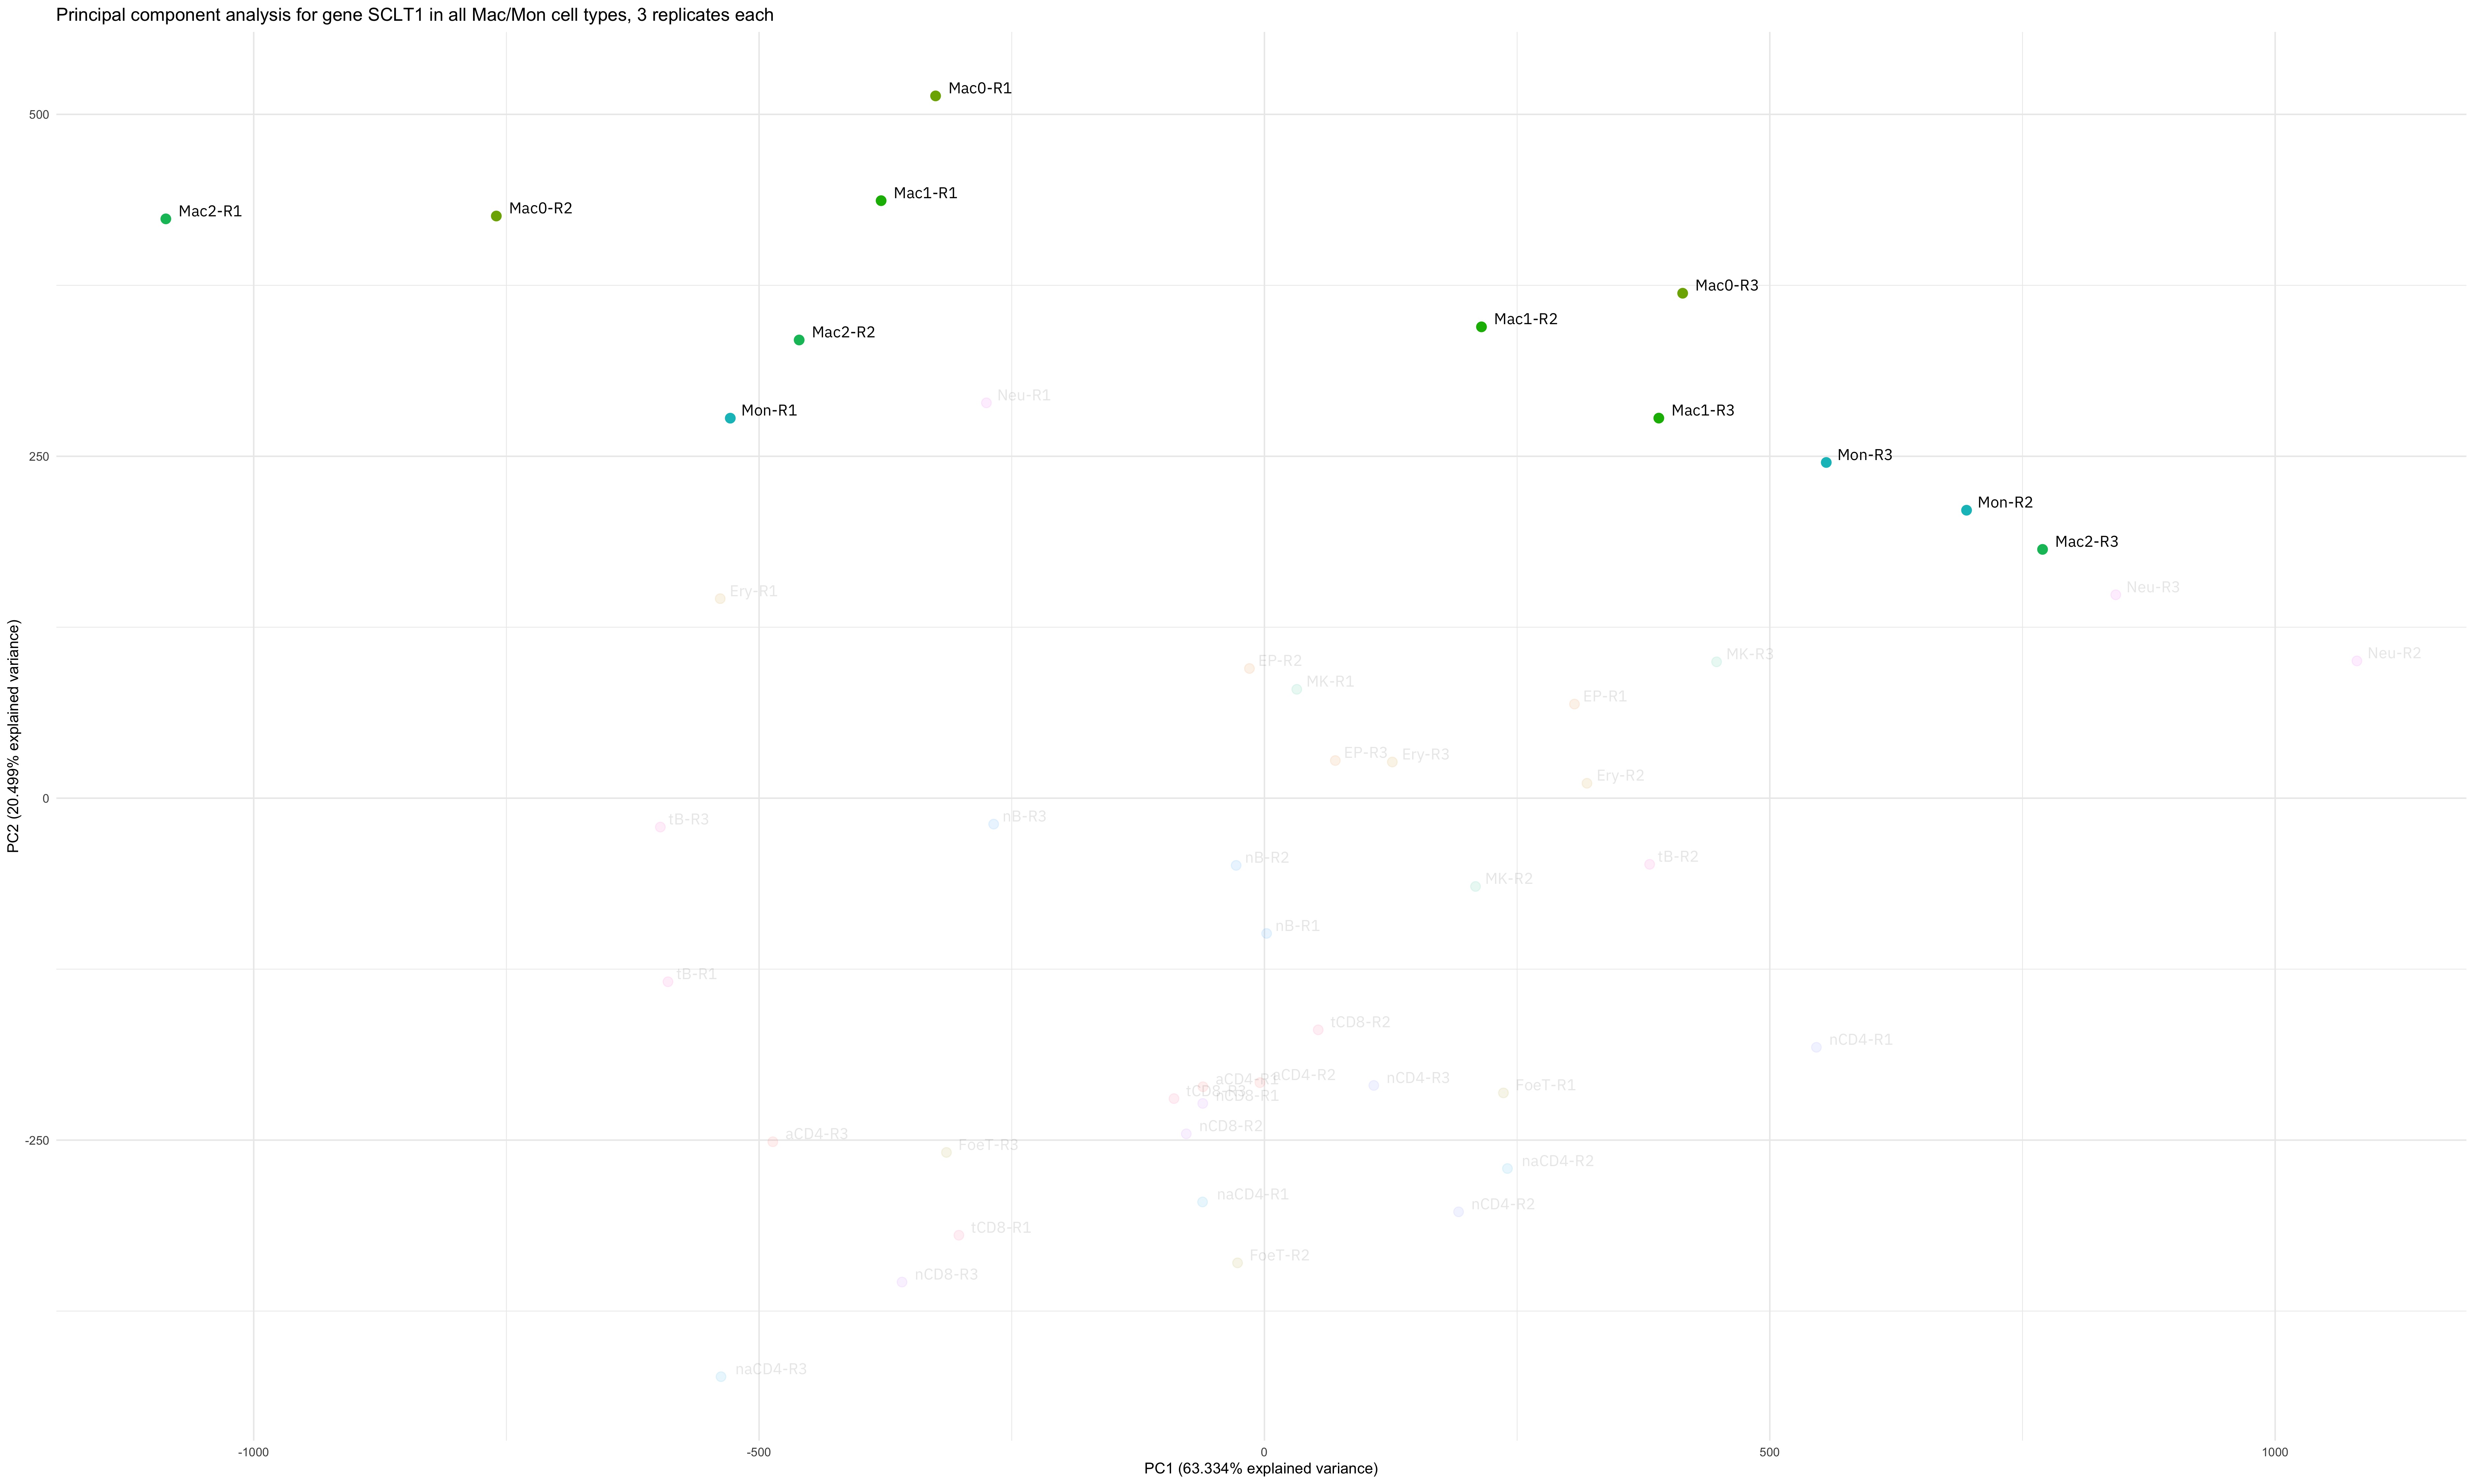 Principal component analysis for gene SCLT1 in all Mac/Mon cell types, 3 replicates each
Mac0-R1
500
Mac1-R1
Mac2-R1
Mac0-R2
Mac0-R3
Mac1-R2
Mac2-R2
Neu-R1
Mon-R1
Mac1-R3
250
Mon-R3
Mon-R2
Mac2-R3
Ery-R1
Neu-R3
EP-R2
MK-R3
Neu-R2
MK-R1
EP-R1
EP-R3
Ery-R3
Ery-R2
0
tB-R3
nB-R3
nB-R2
tB-R2
MK-R2
nB-R1
tB-R1
tCD8-R2
nCD4-R1
aCD4-R1
aCD4-R2
nCD4-R3
FoeT-R1
tCD8-R3
nCD8-R1
nCD8-R2
aCD4-R3
-250
FoeT-R3
naCD4-R2
naCD4-R1
nCD4-R2
tCD8-R1
FoeT-R2
nCD8-R3
naCD4-R3
PC2 (20.499% explained variance)
-1000
-500
0
500
1000
PC1 (63.334% explained variance)